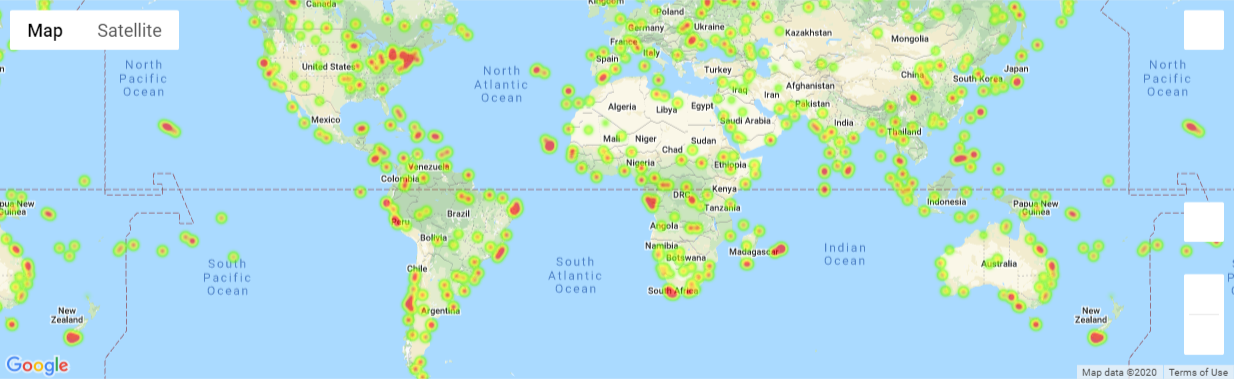 Map Satellite
Canada
Kingdom
Poland
Germany
Ukraine
Kazakhstan
Mongolia
France
Italy
Spain
Turkey
United States
North
Pacific
Ocean
North
Atlantic
Ocean
China
South Korea
Japan
North
Pacific
Ocean
Iraq
Iran
Afghanistan
Pakistan
Algeria
Libya
Egypt
Saudi Arabia
India
Thailand
Mexico
Mali
Niger
Chad
Sudan
Nigeria
Ethiopia
Venezuela
Colombia
DRC
Kenya
Tanzania
Indonesia
Papua New
Guinea
pua New
Guinea
Brazil
Peru
Bolivia
Angola
Namibia
Botswana
Madagascar
Indian
Ocean
Australia
South
Pacific
Ocean
South
Atlantic
Ocean
Chile
South Africa
Argentina
New
Zealand
New
Zealand
Google
Map data ©2020 Terms of Use